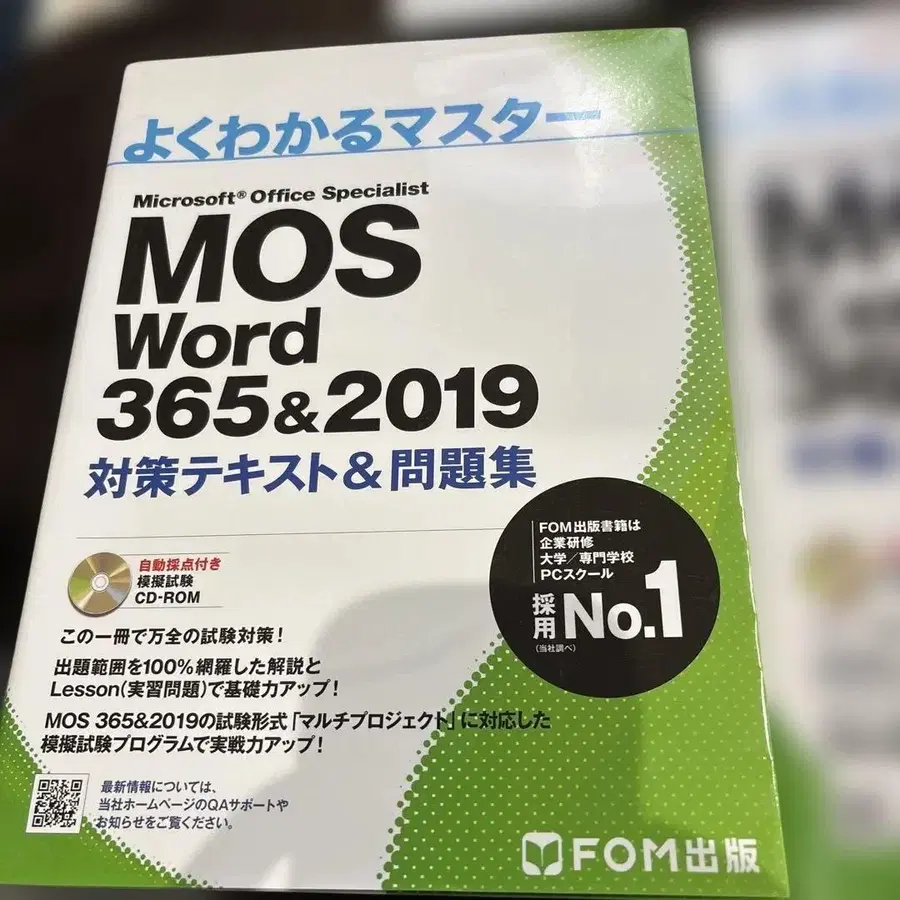 よくわかるマスター
Microsoft® Office Specialist
MOS
Word
365&2019
対策テキスト&問題集
FOM出版書籍は
企業研修
大学/専門学校
PCスクール
採用 No.1
(当社調べ)
自動採点付き
模擬試験
CD-ROM
この一冊で万全の試験対策!
出題範囲を100%網羅した解説と
Lesson(実習問題)で基礎力アップ!
MOS 365&2019の試験形式「マルチプロジェクト」に対応した
模擬試験プログラムで実戦力アップ!
最新情報については、
当社ホームページのQAサポートや
お知らせをご覧ください。
FOM出版